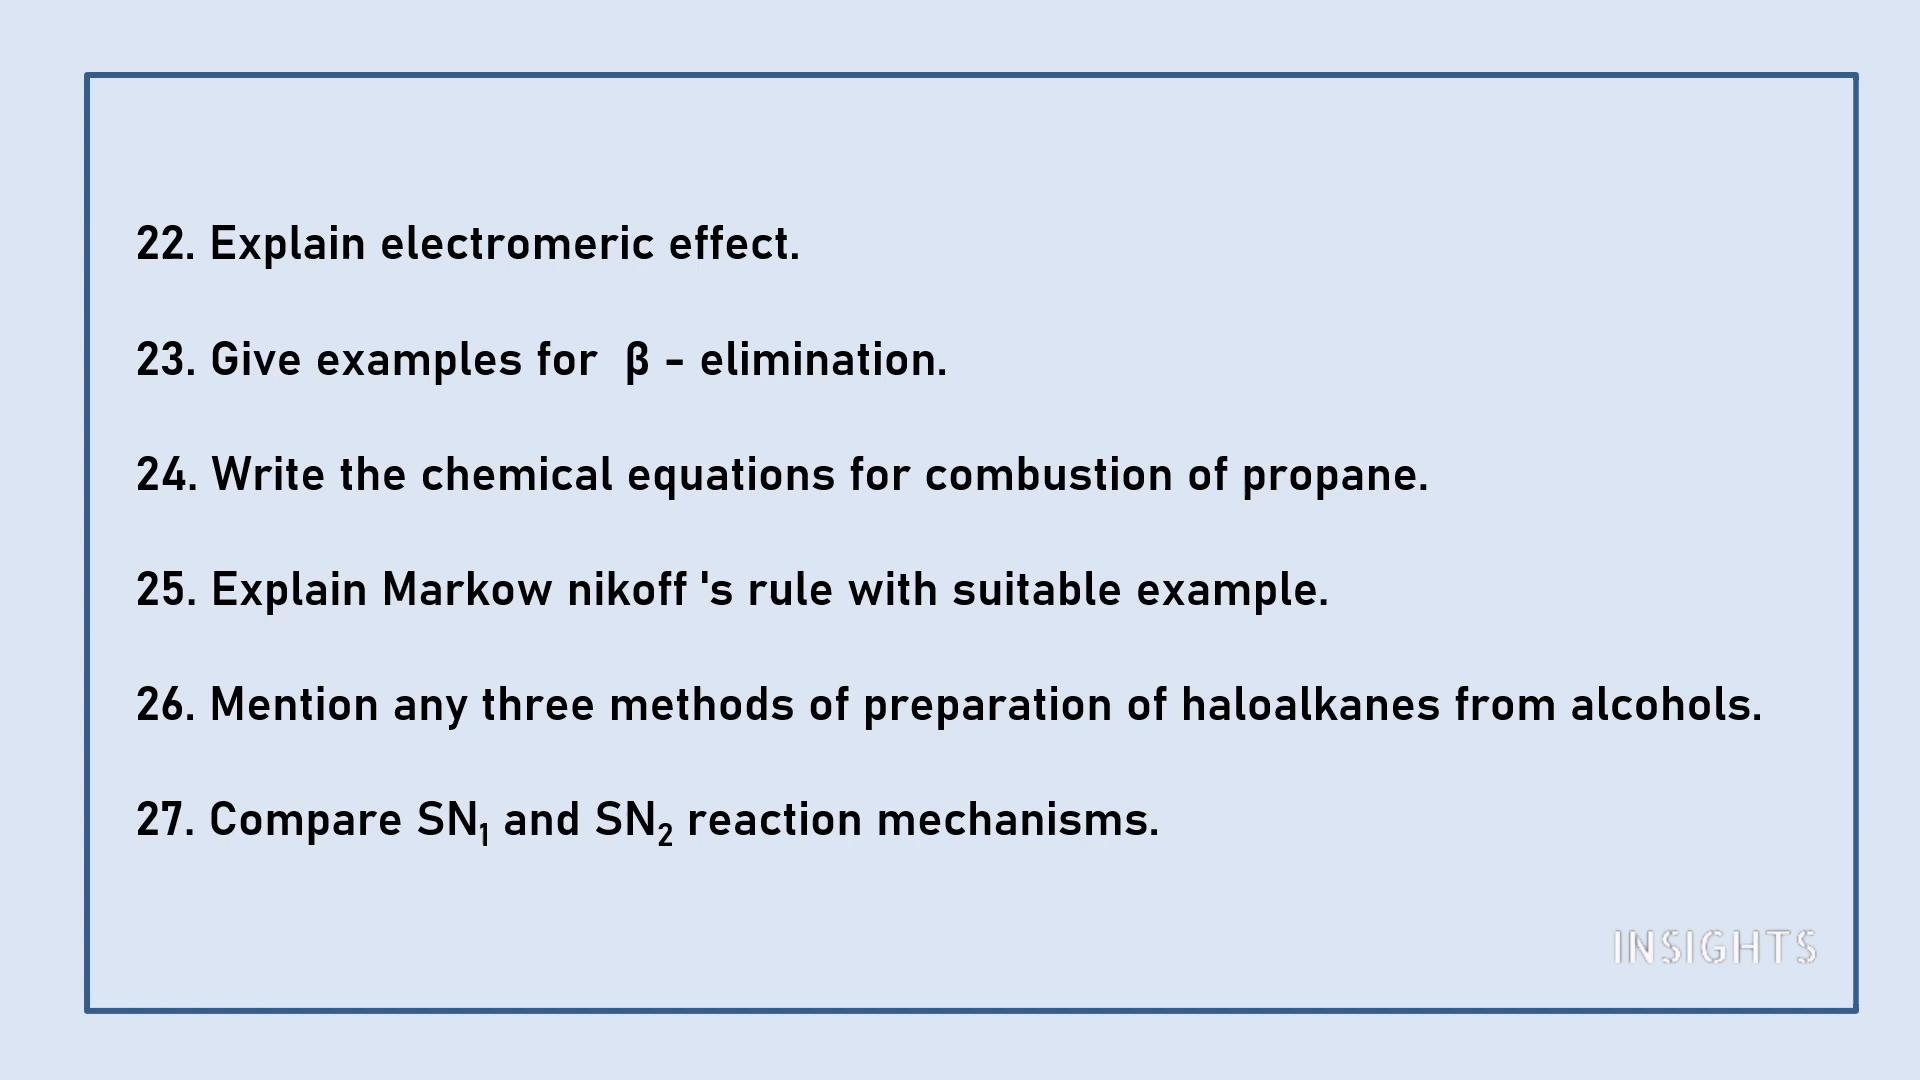 22. Explain electromeric effect.
23. Give examples for β - elimination.
24. Write the chemical equations for combustion of propane.
25. Explain Markow nikoff 's rule with suitable example.
26. Mention any three methods of preparation of haloalkanes from alcohols.
27. Compare SN₁ and SN₂ reaction mechanisms.
INSIGHTS